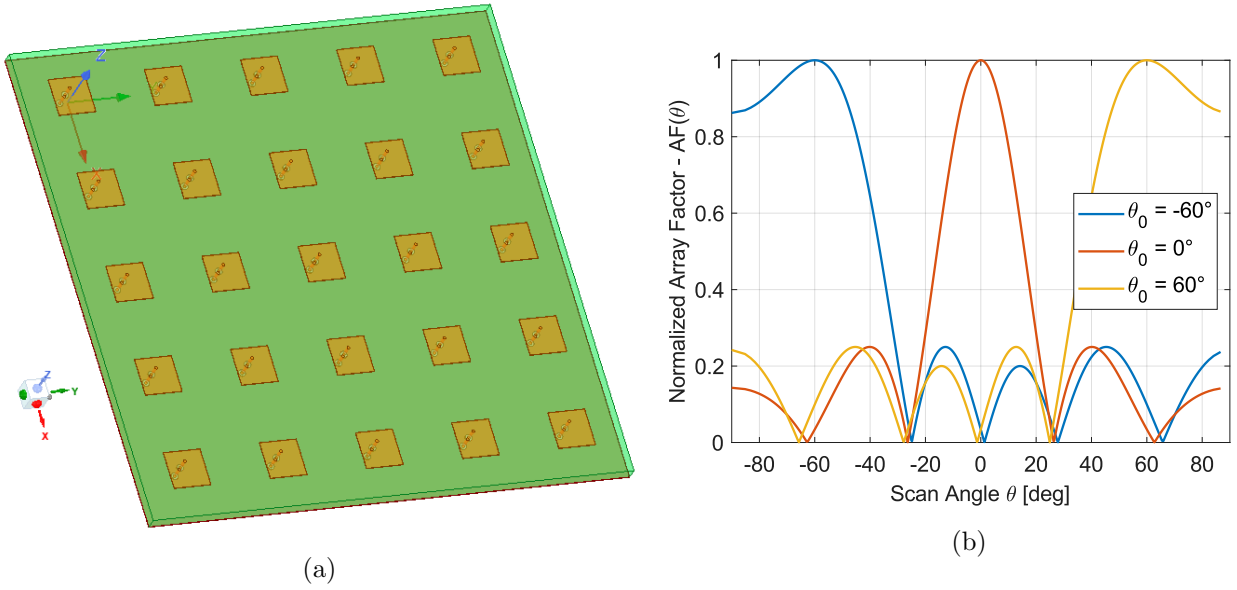 Z
Z
Y
X
(a)
Normalized Array Factor - AF(θ)
1
0.8
0.6
0.4
0.2
0
-80 -60 -40 -20 0 20 40 60 80
Scan Angle θ [deg]
θ₀ = -60°
θ₀ = 0°
θ₀ = 60°
(b)